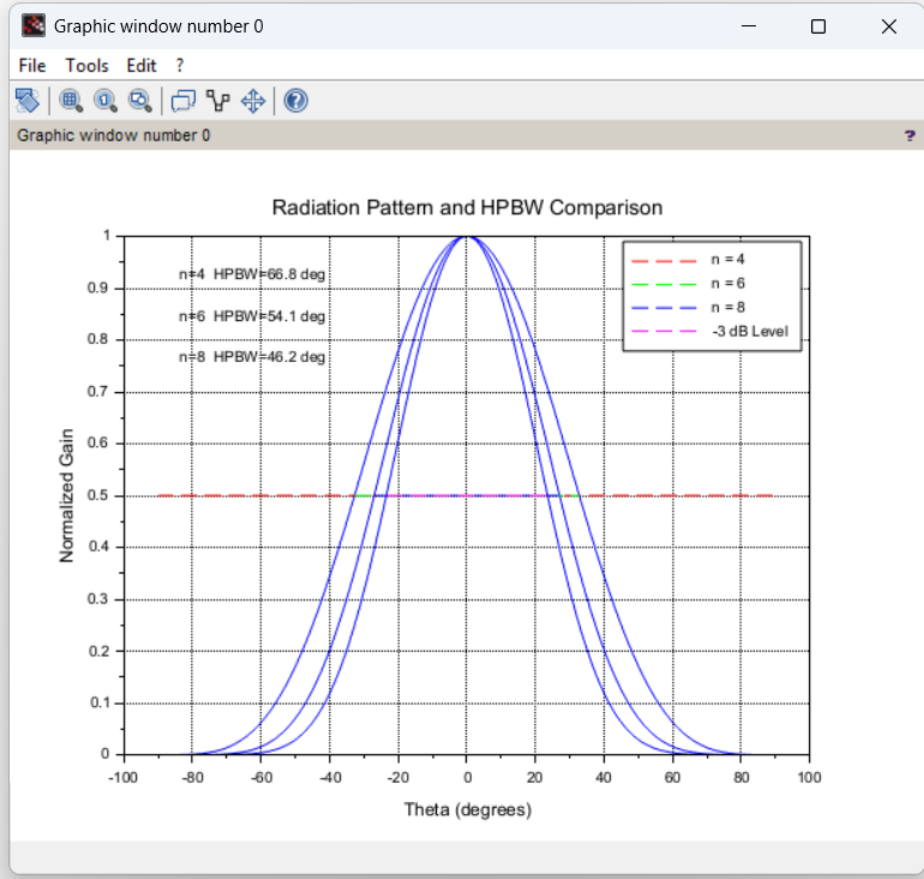 Graphic window number 0
File Tools Edit ?
Graphic window number 0 ?
Radiation Pattern and HPBW Comparison
n=4 HPBW=66.8 deg
n=6 HPBW=54.1 deg
n=8 HPBW=46.2 deg
n = 4
n = 6
n = 8
-3 dB Level
Normalized Gain
1
0.9
0.8
0.7
0.6
0.5
0.4
0.3
0.2
0.1
0
-100 -80 -60 -40 -20 0 20 40 60 80 100
Theta (degrees)